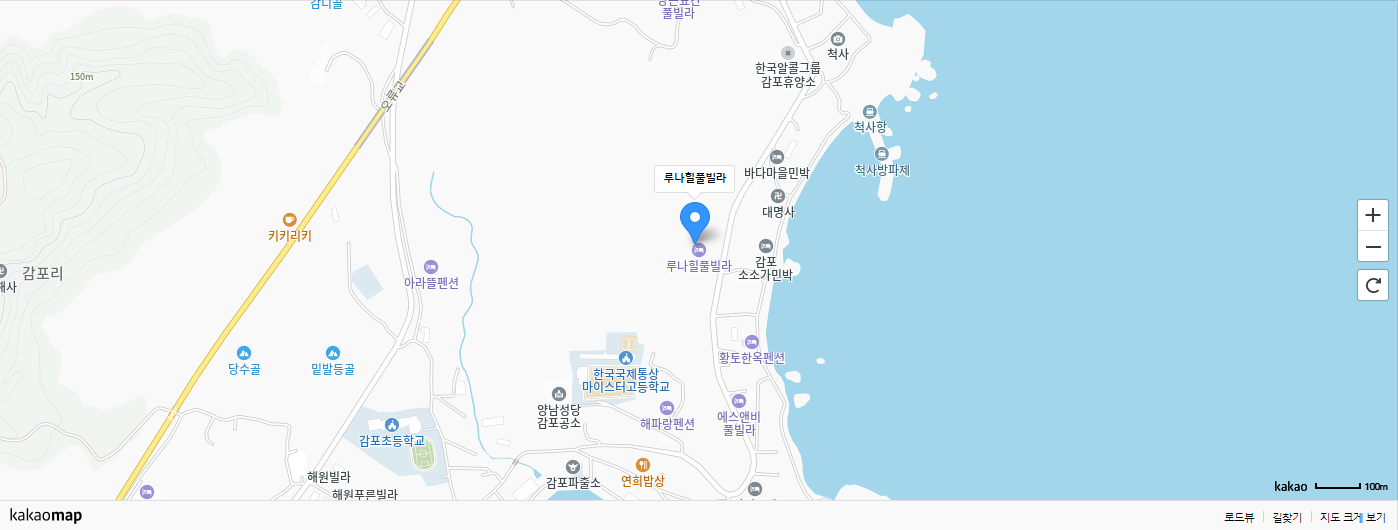 감디골
풀빌라
척사
한국알콜그룹
감포휴양소
150m
오류교
척사항
척사방파제
바다마을민박
루나힐풀빌라
대명사
키키리키
감포리
루나힐풀빌라
감포
소소가민박
아라뜰펜션
당수골
밑발등골
황토한옥펜션
한국국제통상
마이스터고등학교
양남성당
감포공소
해파랑펜션
에스앤비
풀빌라
감포초등학교
해원빌라
해원푸른빌라
감포파출소
연희밥상
kakao
100m
kakaomap
로드뷰
길찾기
지도 크게 보기